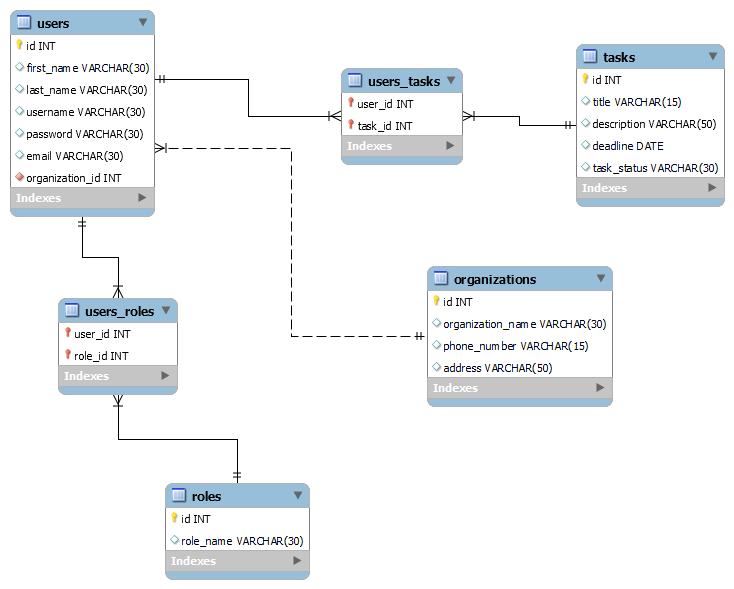 users
id INT
first_name VARCHAR(30)
last_name VARCHAR(30)
username VARCHAR(30)
password VARCHAR(30)
email VARCHAR(30)
organization_id INT
Indexes
users_tasks
user_id INT
task_id INT
Indexes
tasks
id INT
title VARCHAR(15)
description VARCHAR(50)
deadline DATE
task_status VARCHAR(30)
Indexes
organizations
id INT
organization_name VARCHAR(30)
phone_number VARCHAR(15)
address VARCHAR(50)
Indexes
users_roles
user_id INT
role_id INT
Indexes
roles
id INT
role_name VARCHAR(30)
Indexes